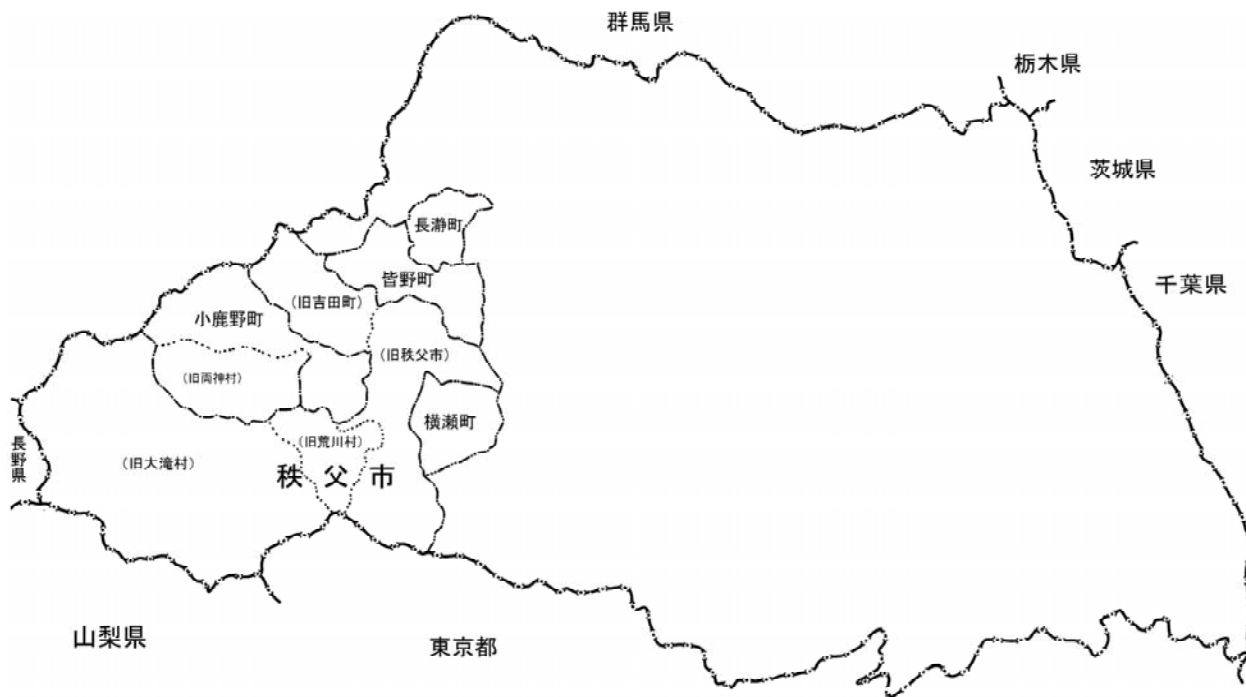 群馬県
栃木県
茨城県
長瀞町
皆野町
千葉県
(旧吉田町)
小鹿野町
(旧秩父市)
(旧両神村)
横瀬町
長野県
(旧荒川村)
(旧大滝村)
秩父市
山梨県
東京都